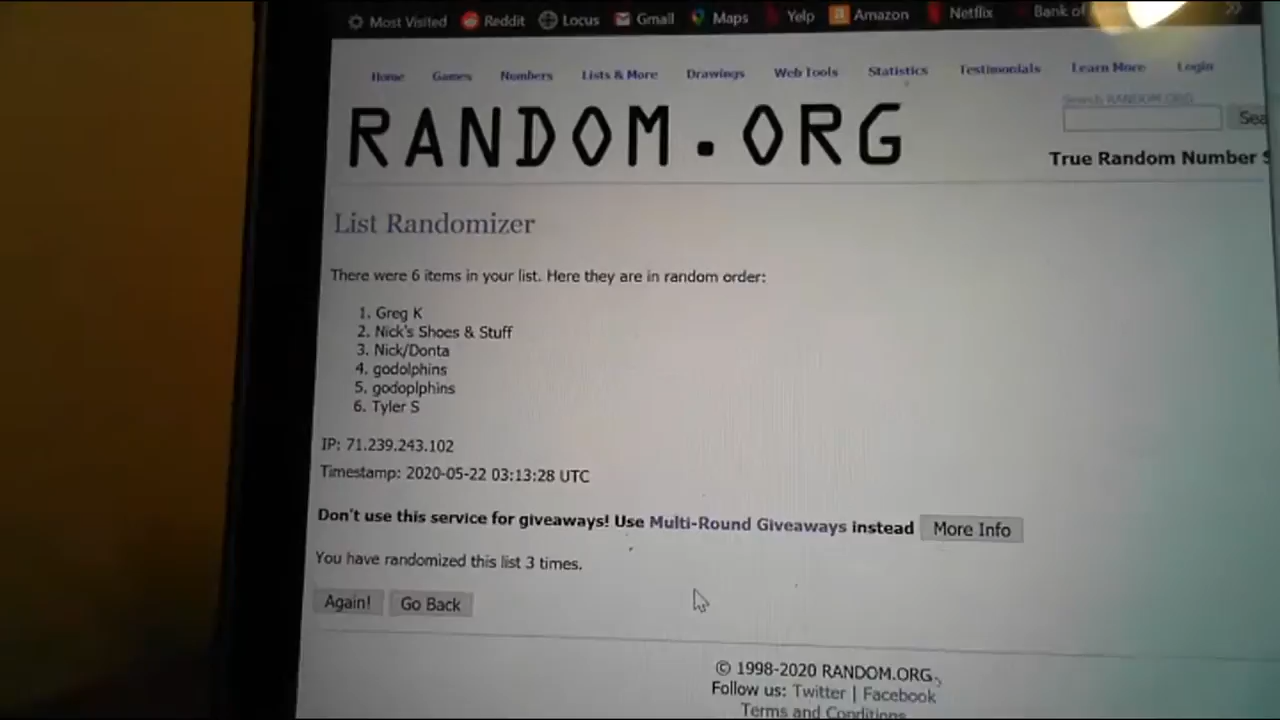 Most Visited Reddit Locus Gmail Maps Yelp Amazon Netflix Bank of
Home Games Numbers Lists & More Drawings Web Tools Statistics Testimonials Learn More Login
RANDOM.ORG
Search RANDOM.ORG
Sea
True Random Number S
List Randomizer
There were 6 items in your list. Here they are in random order:
1. Greg K
2. Nick's Shoes & Stuff
3. Nick/Donta
4. godolphins
5. godoplphins
6. Tyler S
IP: 71.239.243.102
Timestamp: 2020-05-22 03:13:28 UTC
Don't use this service for giveaways! Use Multi-Round Giveaways instead More Info
You have randomized this list 3 times.
Again! Go Back
© 1998-2020 RANDOM.ORG
Follow us: Twitter | Facebook
Terms and Conditions